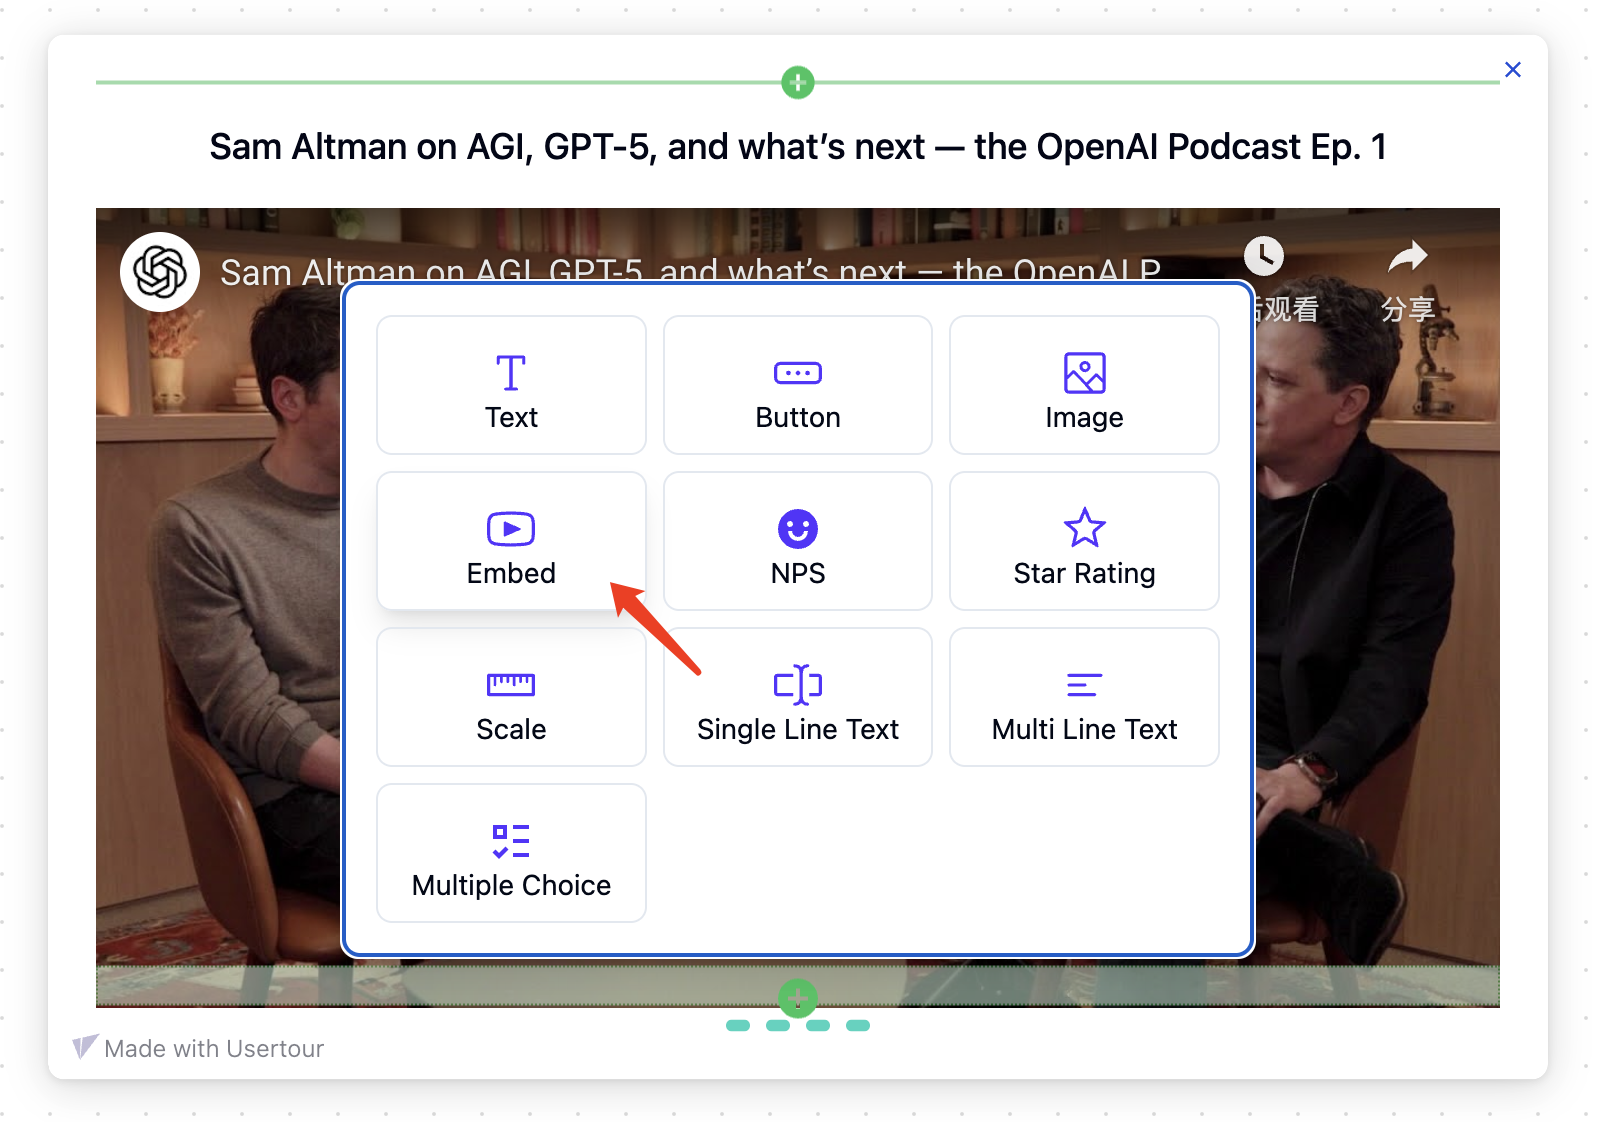 Sam Altman on AGI, GPT-5, and what’s next — the OpenAI Podcast Ep. 1
Sam Altman on AGI, GPT-5, and what’s next — the OpenAI P
观看
分享
Text
Button
Image
Embed
NPS
Star Rating
Scale
Single Line Text
Multi Line Text
Multiple Choice
Made with Usertour